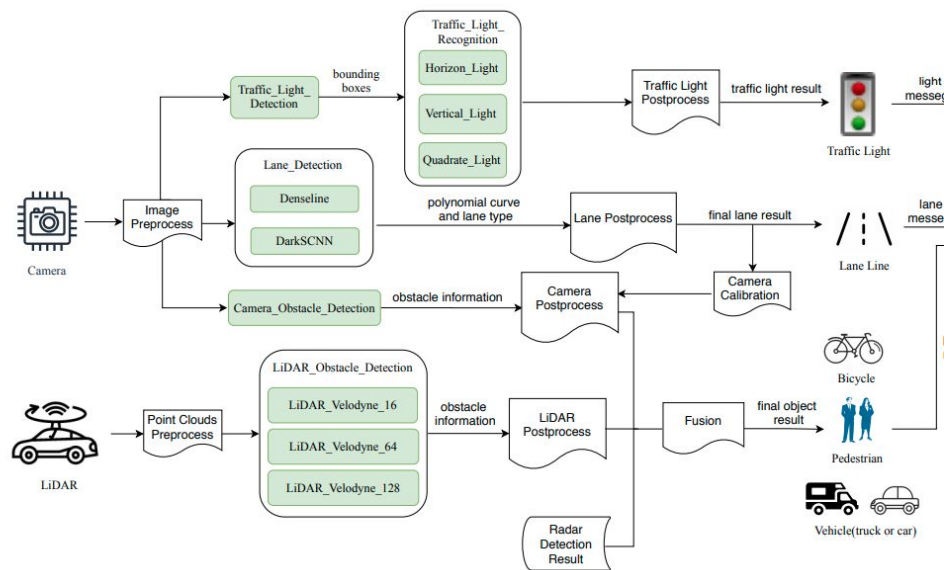 Traffic_Light_
Recognition
Horizon_Light
Vertical_Light
Quadrate_Light
Traffic_Light_
Detection
bounding
boxes
Traffic Light
Postprocess
traffic light result
Traffic Light
light
Lane_Detection
Denseline
DarkSCNN
Camera
Image
Preprocess
polynomial curve
and lane type
Lane Postprocess
final lane result
Lane Line
lane
Camera_Obstacle_Detection
obstacle information
Camera
Postprocess
Camera
Calibration
LiDAR
Point Clouds
Preprocess
LiDAR_Obstacle_Detection
LiDAR_Velodyne_16
LiDAR_Velodyne_64
LiDAR_Velodyne_128
obstacle
information
LiDAR
Postprocess
Fusion
final object
result
Bicycle
Pedestrian
Vehicle(truck or car)
Radar
Detection
Result